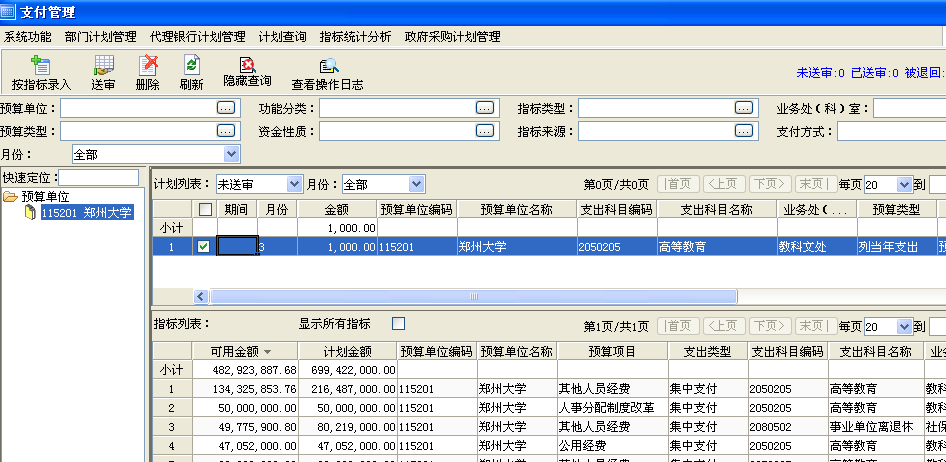 支付管理
系统功能 部门计划管理 代理银行计划管理 计划查询 指标统计分析 政府采购计划管理
按指标录入 送审 删除 刷新 隐藏查询 查看操作日志 未送审:0 已送审:0 被退回:
预算单位: ... 功能分类: ... 指标类型: ... 业务处(科)室:
预算类型: ... 资金性质: ... 指标来源: ... 支付方式:
月份: 全部
快速定位:
预算单位
115201 郑州大学
计划列表: 未送审 月份: 全部 第0页/共0页 |首页 <上页 下页> 末页| 每页 20 到
期间 月份 金额 预算单位编码 预算单位名称 支出科目编码 支出科目名称 业务处(... 预算类型
小计 1,000.00
1 3 1,000.00 115201 郑州大学 2050205 高等教育 教科文处 列当年支出 预
指标列表: 显示所有指标 第1页/共1页 |首页 <上页 下页> 末页| 每页 20 到
可用金额 计划金额 预算单位编码 预算单位名称 预算项目 支出类型 支出科目编码 支出科目名称 业务
小计 482,923,887.68 699,422,000.00
1 134,325,853.76 216,487,000.00 115201 郑州大学 其他人员经费 集中支付 2050205 高等教育 教科
2 50,000,000.00 50,000,000.00 115201 郑州大学 人事分配制度改革 集中支付 2050205 高等教育 教科
3 49,775,900.80 80,219,000.00 115201 郑州大学 其他人员经费 集中支付 2080502 事业单位离退休 社保
4 47,052,000.00 47,052,000.00 115201 郑州大学 公用经费 集中支付 2050205 高等教育 教科